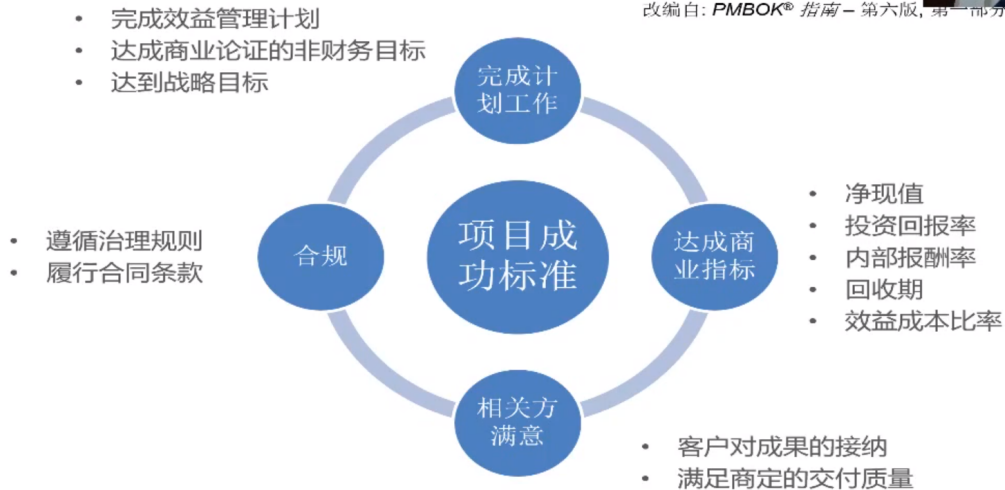 改编自: PMBOK® 指南 – 第六版, 第一部分
• 完成效益管理计划
• 达成商业论证的非财务目标
• 达到战略目标
完成计
划工作
• 净现值
• 投资回报率
• 内部报酬率
• 回收期
• 效益成本比率
达成商
业指标
项目成
功标准
合规
• 遵循治理规则
• 履行合同条款
相关方
满意
• 客户对成果的接纳
• 满足商定的交付质量